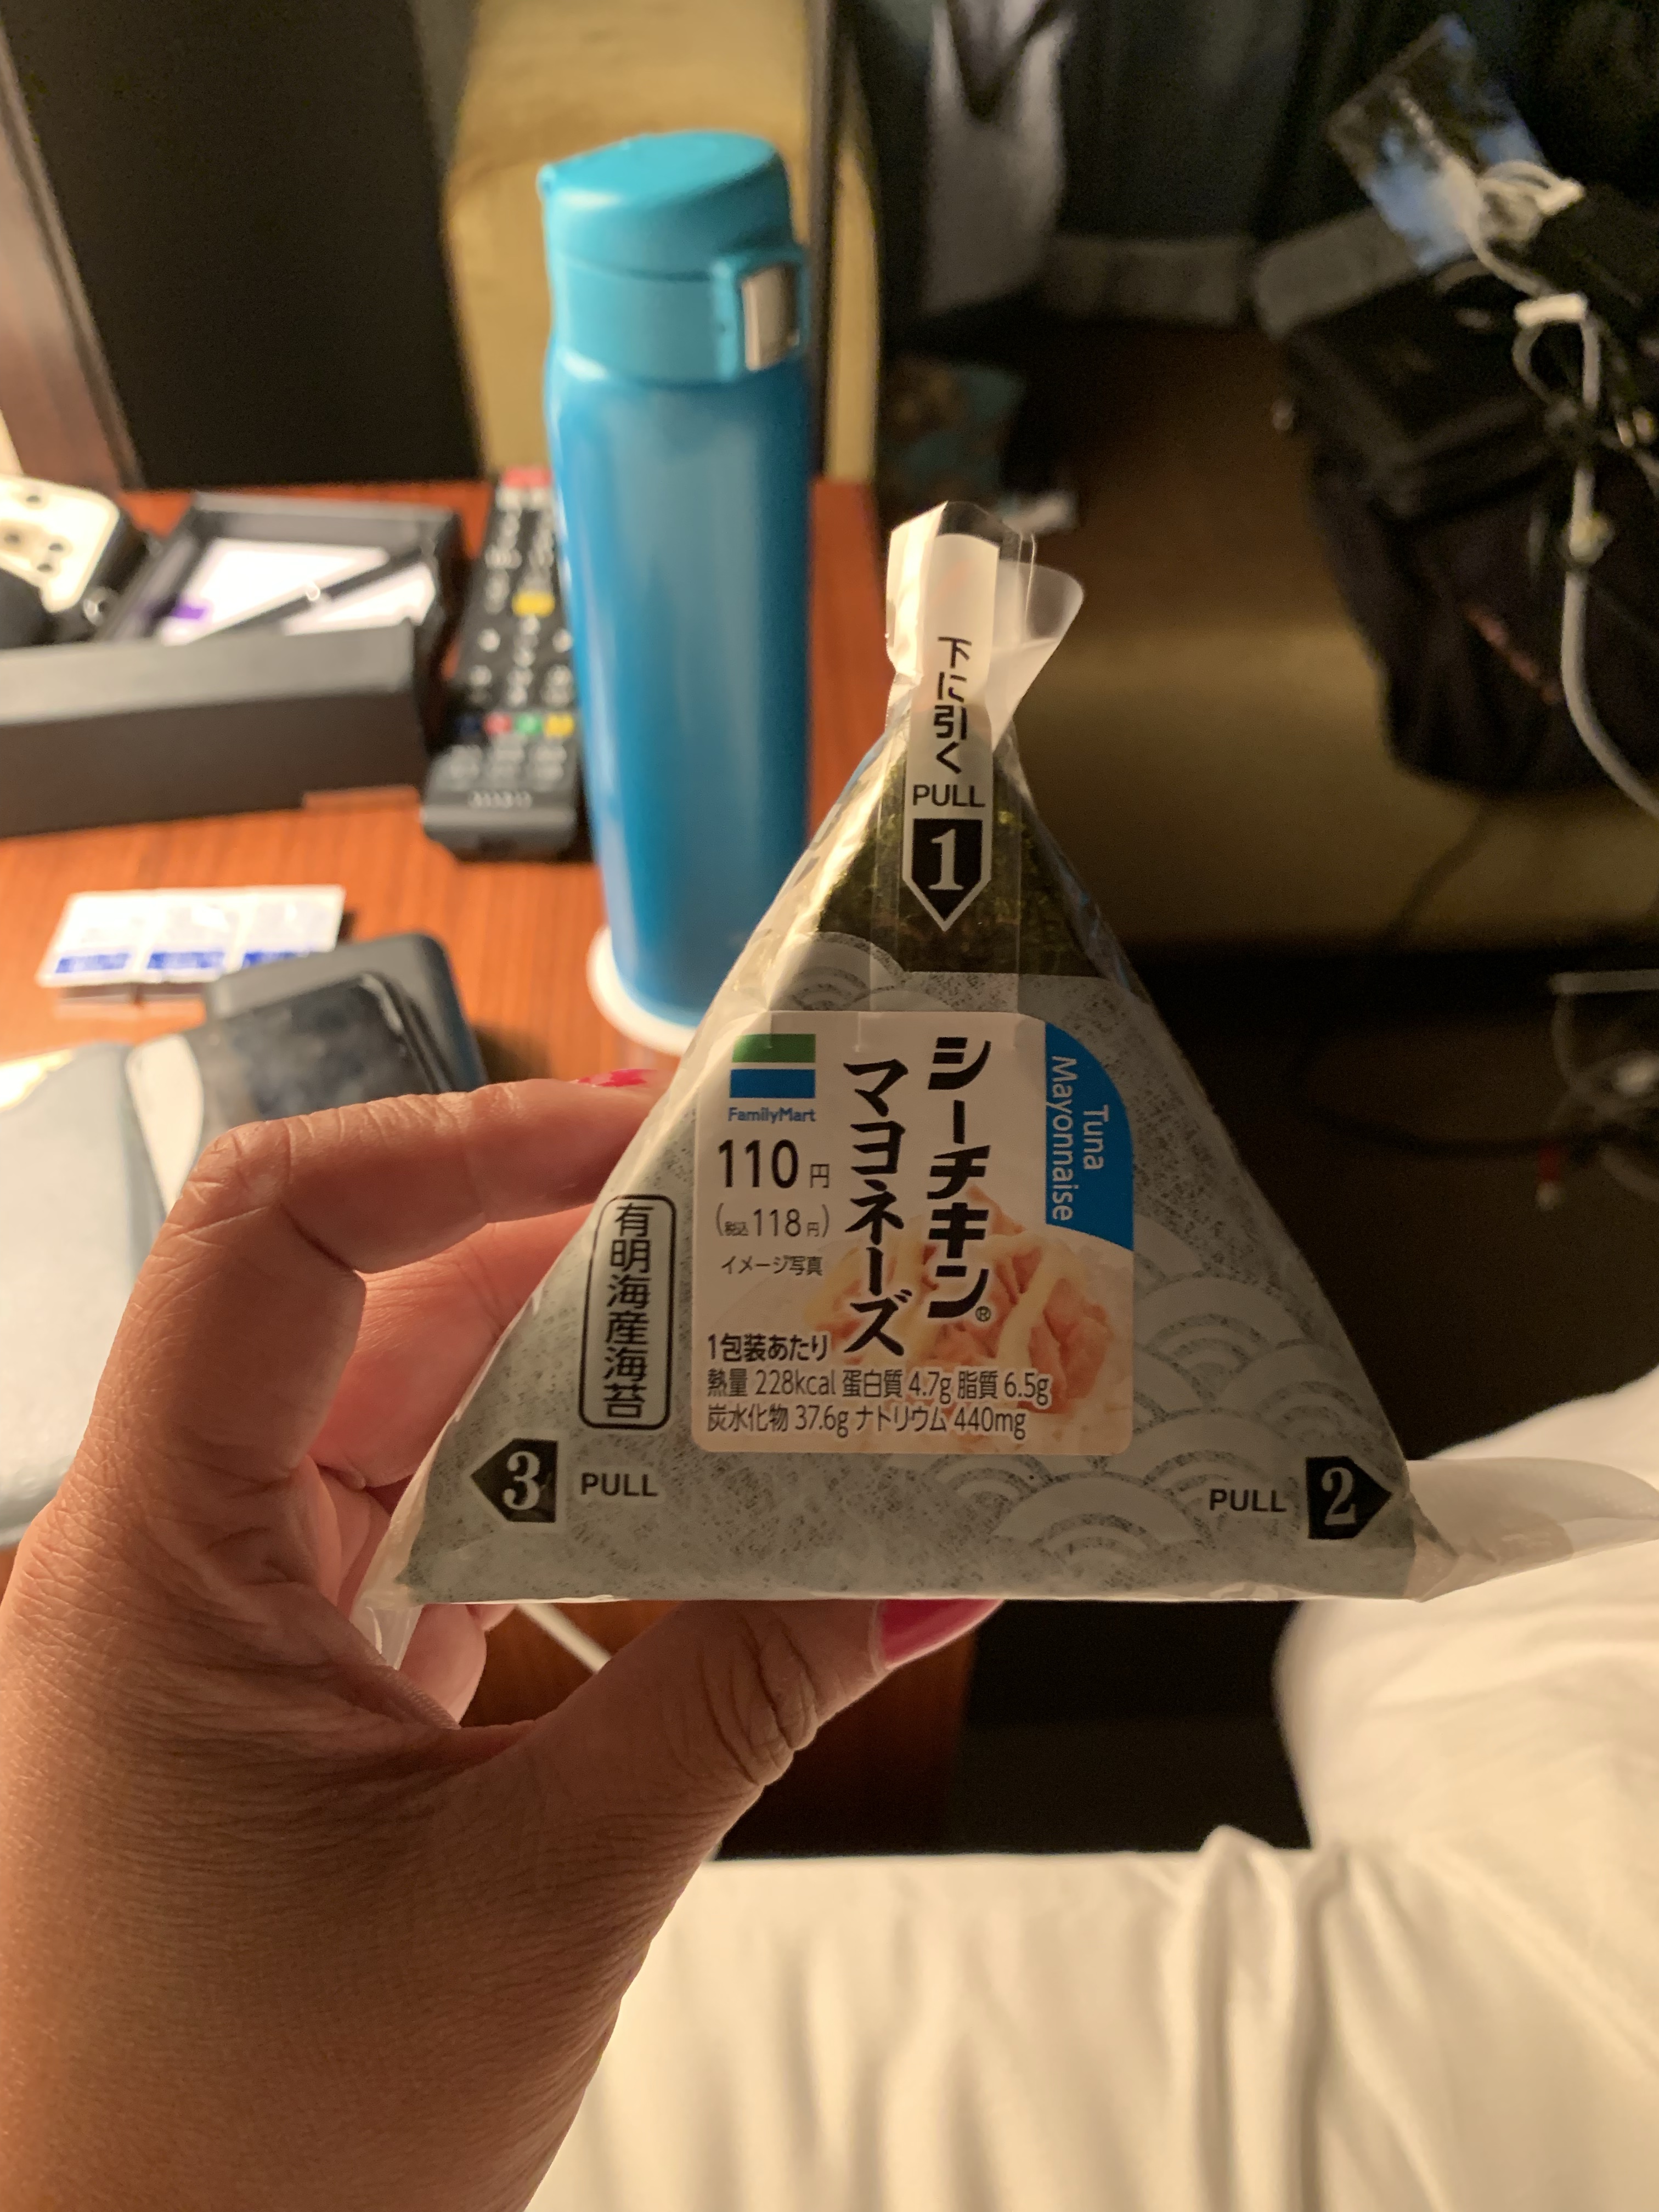 下に引く
PULL
1
FamilyMart
110円
(税込118円)
イメージ写真
シーチキン®
マヨネーズ
Tuna
Mayonnaise
有明海産海苔
1包装あたり
熱量 228kcal 蛋白質 4.7g 脂質 6.5g
炭水化物 37.6g ナトリウム 440mg
3 PULL
PULL 2